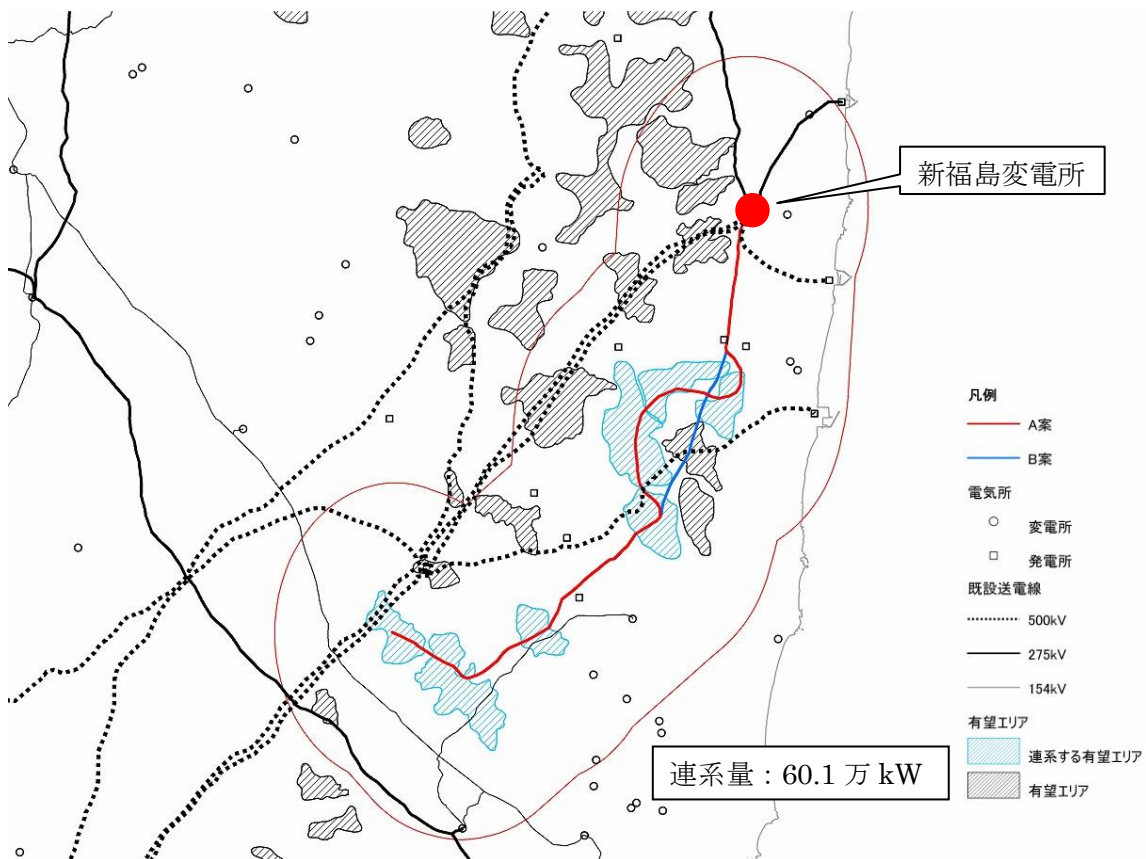 新福島変電所
凡例
A案
B案
電気所
変電所
発電所
既設送電線
500kV
275kV
154kV
有望エリア
連系する有望エリア
有望エリア
連系量：60.1 万 kW